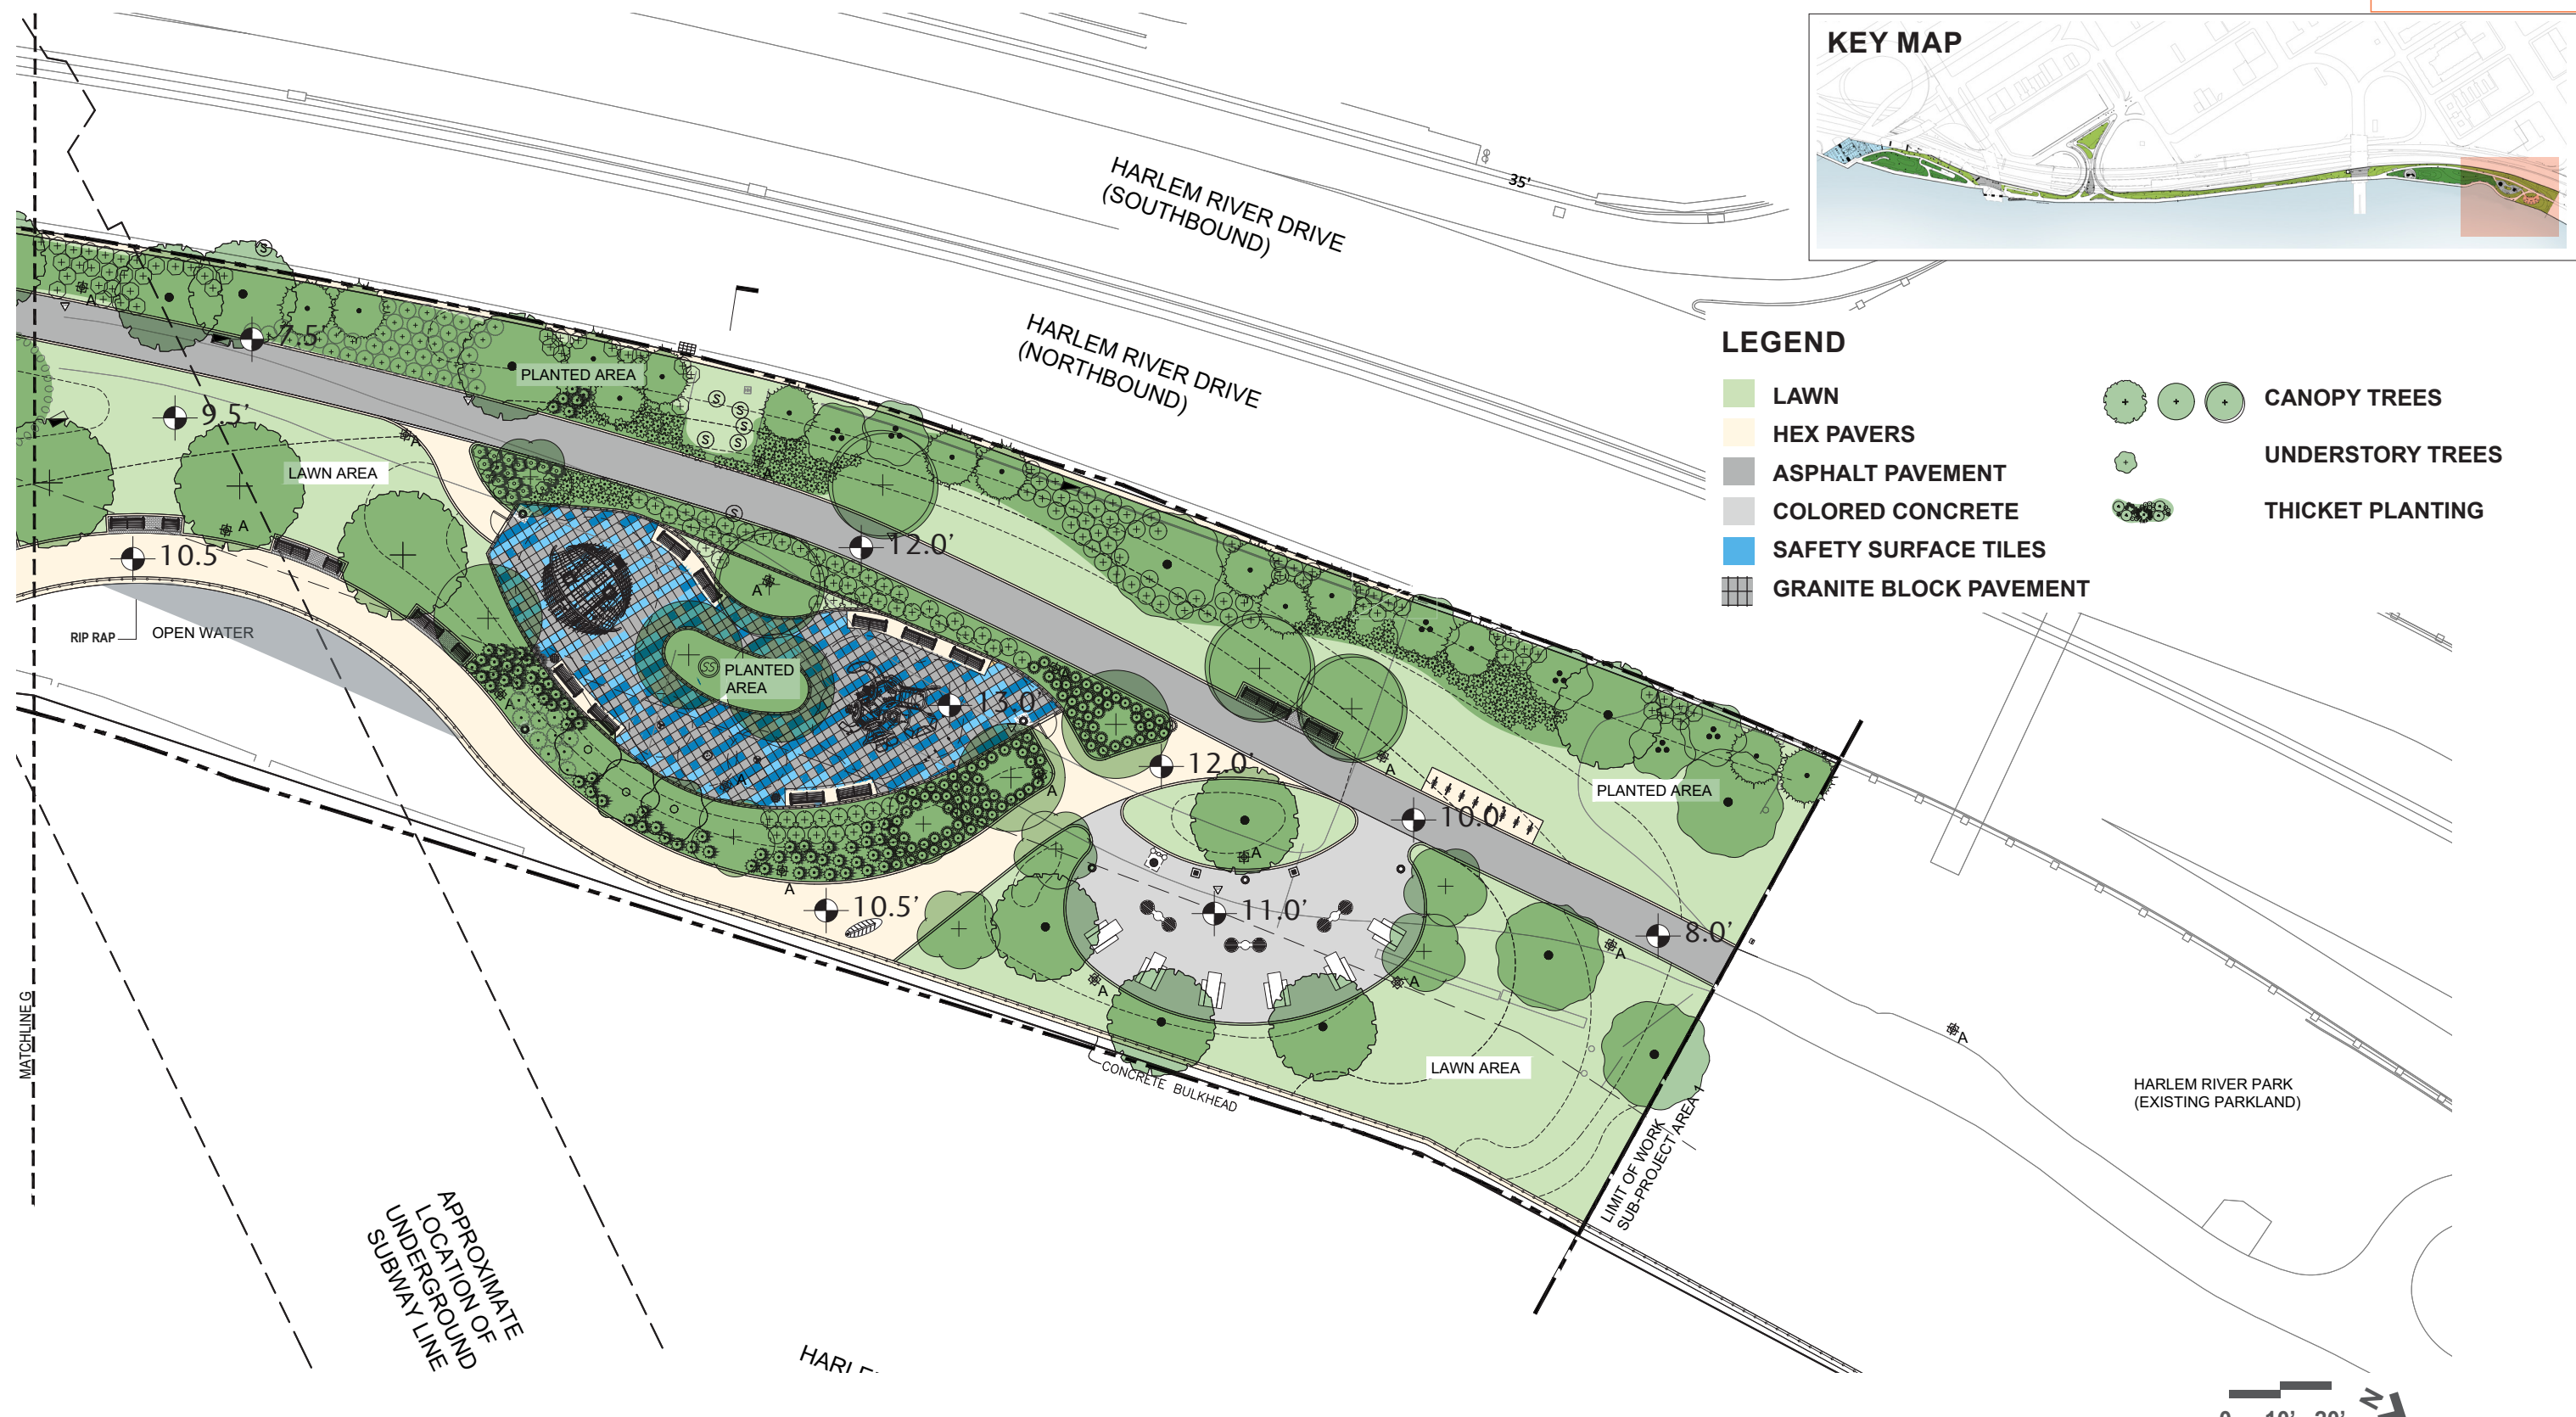 KEY MAP
35'
HARLEM RIVER DRIVE
(SOUTHBOUND)
HARLEM RIVER DRIVE
(NORTHBOUND)
LEGEND
LAWN
HEX PAVERS
ASPHALT PAVEMENT
COLORED CONCRETE
SAFETY SURFACE TILES
GRANITE BLOCK PAVEMENT
CANOPY TREES
UNDERSTORY TREES
THICKET PLANTING
S
A
7.5'
PLANTED AREA
9.5'
A
S
S
S
S
S
LAWN AREA
A
S
10.5'
12.0'
A
RIP RAP
OPEN WATER
SS
PLANTED
AREA
13.0
A
12.0'
A
A
A
PLANTED AREA
10.0'
A
A
10.5'
11.0'
8.0'
A
A
A
A
MATCHLINE G
CONCRETE BULKHEAD
LAWN AREA
LIMIT OF WORK
SUB-PROJECT AREA 1
HARLEM RIVER PARK
(EXISTING PARKLAND)
APPROXIMATE
LOCATION OF
UNDERGROUND
SUBWAY LINE
N